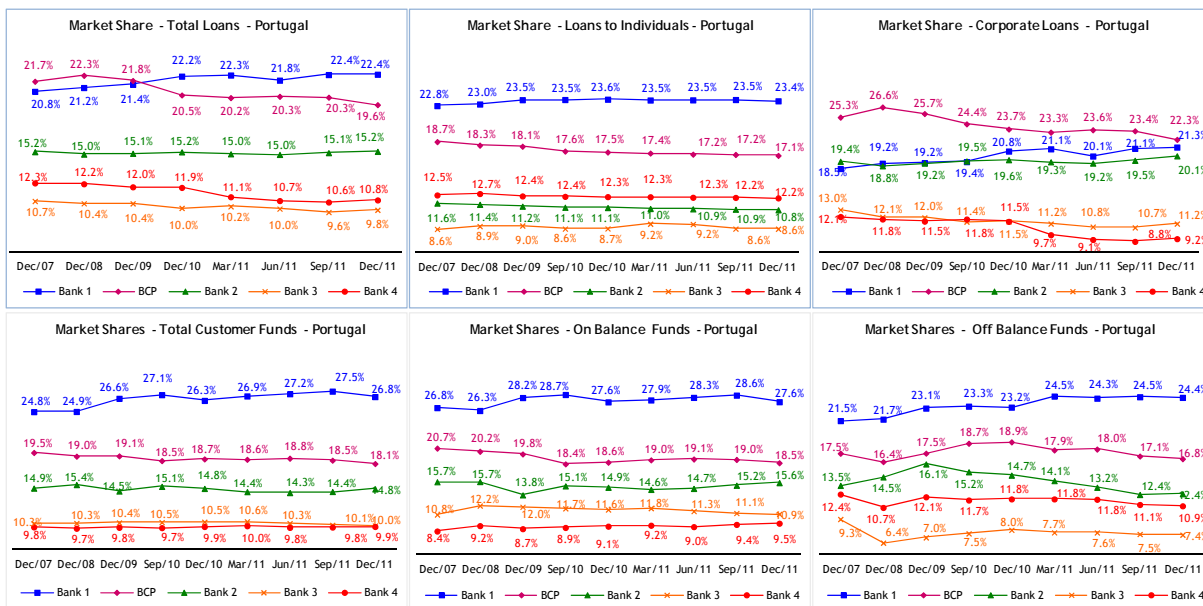 Market Share - Total Loans - Portugal
21.7% 22.3% 21.8% 22.2% 22.3% 21.8% 22.4% 22.4%
20.8% 21.2% 21.4% 20.5% 20.2% 20.3% 20.3% 19.6%
15.2% 15.0% 15.1% 15.2% 15.0% 15.0% 15.1% 15.2%
12.3% 12.2% 12.0% 11.9% 11.1% 10.7% 10.6% 10.8%
10.7% 10.4% 10.4% 10.0% 10.2% 10.0% 9.6% 9.8%
Dec/07 Dec/08 Dec/09 Dec/10 Mar/11 Jun/11 Sep/11 Dec/11
Bank 1 BCP Bank 2 Bank 3 Bank 4
Market Share - Loans to Individuals - Portugal
22.8% 23.0% 23.5% 23.5% 23.6% 23.5% 23.5% 23.5% 23.4%
18.7% 18.3% 18.1% 17.6% 17.5% 17.4% 17.2% 17.2% 17.1%
12.5% 12.7% 12.4% 12.4% 12.3% 12.3% 12.3% 12.2% 12.2%
11.6% 11.4% 11.2% 11.1% 11.1% 11.0% 10.9% 10.9% 10.8%
8.6% 8.9% 9.0% 8.6% 8.7% 9.2% 9.2% 8.6% 8.6%
Dec/07 Dec/08 Dec/09 Sep/10 Dec/10 Mar/11 Jun/11 Sep/11 Dec/11
Bank 1 BCP Bank 2 Bank 3 Bank 4
Market Share - Corporate Loans - Portugal
25.3% 26.6% 25.7% 24.4% 23.7% 23.3% 23.6% 23.4% 22.3%
19.4% 19.2% 19.2% 19.5% 20.8% 21.1% 20.1% 21.1% 21.3%
18.5% 18.8% 19.2% 19.4% 19.6% 19.3% 19.2% 19.5% 20.1%
13.0% 12.1% 12.0% 11.4% 11.5% 11.2% 10.8% 10.7% 11.2%
12.1% 11.8% 11.5% 11.8% 11.5% 9.7% 9.1% 8.8% 9.2%
Dec/07 Dec/08 Dec/09 Sep/10 Dec/10 Mar/11 Jun/11 Sep/11 Dec/11
Bank 1 BCP Bank 2 Bank 3 Bank 4
Market Shares - Total Customer Funds - Portugal
24.8% 24.9% 26.6% 27.1% 26.3% 26.9% 27.2% 27.5% 26.8%
19.5% 19.0% 19.1% 18.5% 18.7% 18.6% 18.8% 18.5% 18.1%
14.9% 15.4% 14.5% 15.1% 14.8% 14.4% 14.3% 14.4% 14.8%
10.3% 10.3% 10.4% 10.5% 10.5% 10.6% 10.3% 10.1% 10.0%
9.8% 9.7% 9.8% 9.7% 9.9% 10.0% 9.8% 9.8% 9.9%
Dec/07 Dec/08 Dec/09 Sep/10 Dec/10 Mar/11 Jun/11 Sep/11 Dec/11
Bank 1 BCP Bank 2 Bank 3 Bank 4
Market Shares - On Balance Funds - Portugal
26.8% 26.3% 28.2% 28.7% 27.6% 27.9% 28.3% 28.6% 27.6%
20.7% 20.2% 19.8% 18.4% 18.6% 19.0% 19.1% 19.0% 18.5%
15.7% 15.7% 13.8% 15.1% 14.9% 14.6% 14.7% 15.2% 15.6%
10.8% 12.2% 12.0% 11.7% 11.6% 11.8% 11.3% 11.1% 10.9%
8.4% 9.2% 8.7% 8.9% 9.1% 9.2% 9.0% 9.4% 9.5%
Dec/07 Dec/08 Dec/09 Sep/10 Dec/10 Mar/11 Jun/11 Sep/11 Dec/11
Bank 1 BCP Bank 2 Bank 3 Bank 4
Market Shares - Off Balance Funds - Portugal
21.5% 21.7% 23.1% 23.3% 23.2% 24.5% 24.3% 24.5% 24.4%
17.5% 16.4% 17.5% 18.7% 18.9% 17.9% 18.0% 17.1% 16.8%
13.5% 14.5% 16.1% 15.2% 14.7% 14.1% 13.2% 12.4% 12.4%
12.4% 10.7% 12.1% 11.7% 11.8% 11.8% 11.8% 11.1% 10.9%
9.3% 6.4% 7.0% 7.5% 8.0% 7.7% 7.6% 7.5% 7.4%
Dec/07 Dec/08 Dec/09 Sep/10 Dec/10 Mar/11 Jun/11 Sep/11 Dec/11
Bank 1 BCP Bank 2 Bank 3 Bank 4